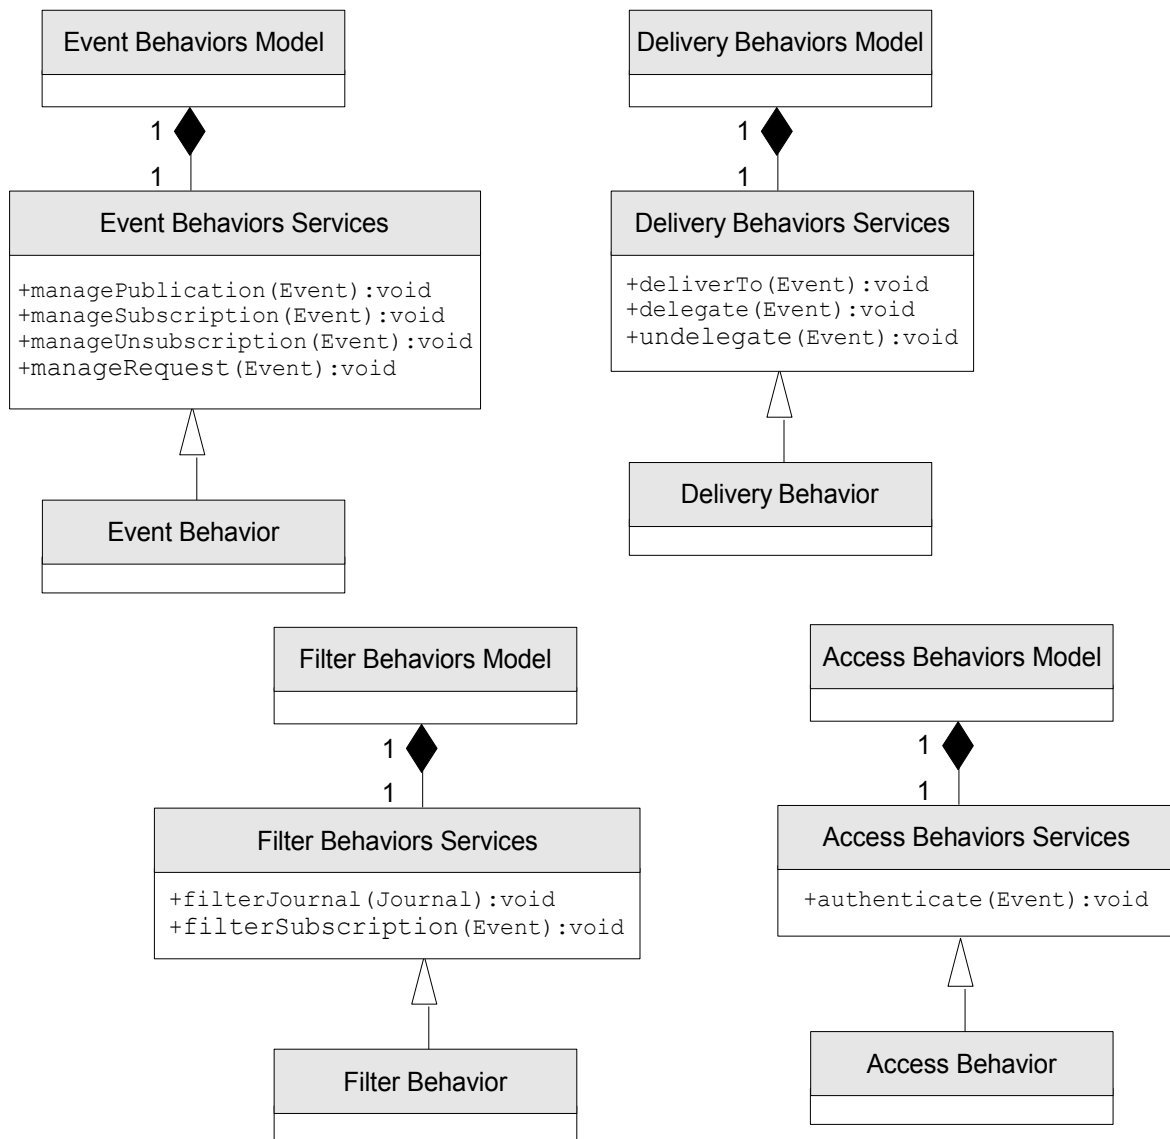 Event Behaviors Model
1
1
Event Behaviors Services
+managePublication(Event):void
+manageSubscription(Event):void
+manageUnsubscription(Event):void
+manageRequest(Event):void
Event Behavior
Delivery Behaviors Model
1
1
Delivery Behaviors Services
+deliverTo(Event):void
+delegate(Event):void
+undelegate(Event):void
Delivery Behavior
Filter Behaviors Model
1
1
Filter Behaviors Services
+filterJournal(Journal):void
+filterSubscription(Event):void
Filter Behavior
Access Behaviors Model
1
1
Access Behaviors Services
+authenticate(Event):void
Access Behavior